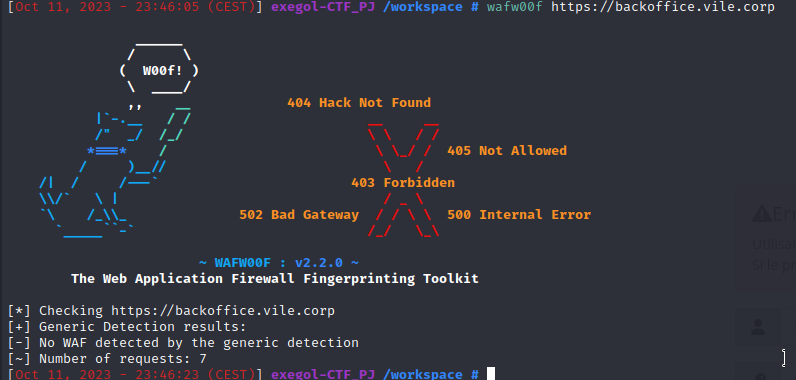 [Oct 11, 2023 - 23:46:05 (CEST)] exegol-CTF_PJ /workspace # wafw00f https://backoffice.vile.corp
( W00f! )
404 Hack Not Found
405 Not Allowed
403 Forbidden
502 Bad Gateway 500 Internal Error
~ WAFW00F : v2.2.0 ~
The Web Application Firewall Fingerprinting Toolkit
[*] Checking https://backoffice.vile.corp
[+] Generic Detection results:
[-] No WAF detected by the generic detection
[~] Number of requests: 7
[Oct 11, 2023 - 23:46:23 (CEST)] exegol-CTF_PJ /workspace #